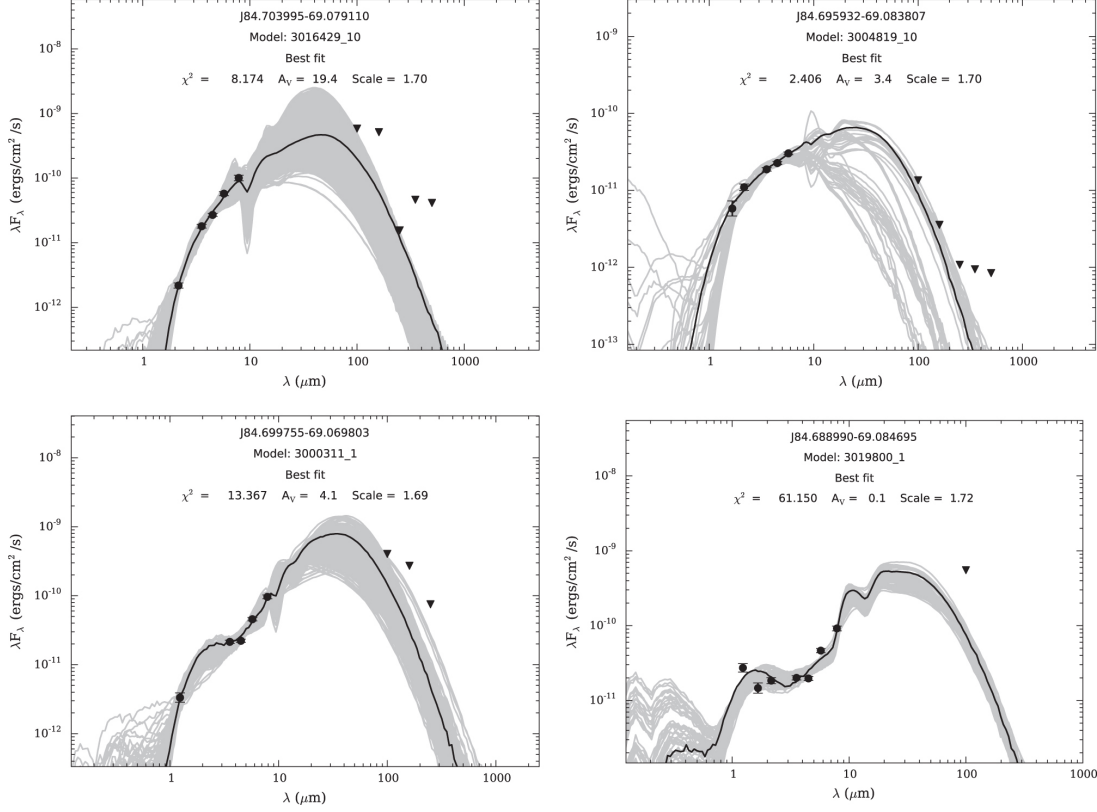 J84.703995-69.079110
Model: 3016429_10
Best fit
χ² = 8.174 Aᵥ = 19.4 Scale = 1.70
10⁻⁸
10⁻⁹
10⁻¹⁰
10⁻¹¹
10⁻¹²
λF_λ (ergs/cm²/s)
1 10 100 1000
λ (μm)
J84.695932-69.083807
Model: 3004819_10
Best fit
χ² = 2.406 Aᵥ = 3.4 Scale = 1.70
10⁻⁹
10⁻¹⁰
10⁻¹¹
10⁻¹²
10⁻¹³
λF_λ (ergs/cm²/s)
1 10 100 1000
λ (μm)
J84.699755-69.069803
Model: 3000311_1
Best fit
χ² = 13.367 Aᵥ = 4.1 Scale = 1.69
10⁻⁸
10⁻⁹
10⁻¹⁰
10⁻¹¹
10⁻¹²
λF_λ (ergs/cm²/s)
1 10 100 1000
λ (μm)
J84.688990-69.084695
Model: 3019800_1
Best fit
χ² = 61.150 Aᵥ = 0.1 Scale = 1.72
10⁻⁸
10⁻⁹
10⁻¹⁰
10⁻¹¹
λF_λ (ergs/cm²/s)
1 10 100 1000
λ (μm)